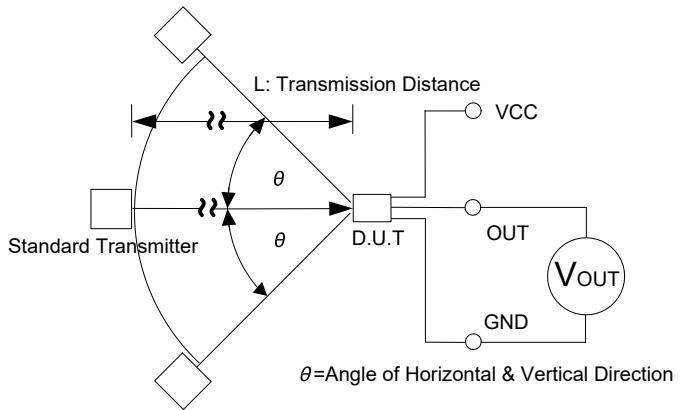 L: Transmission Distance
VCC
θ
Standard Transmitter
D.U.T
OUT
θ
VOUT
GND
θ=Angle of Horizontal & Vertical Direction